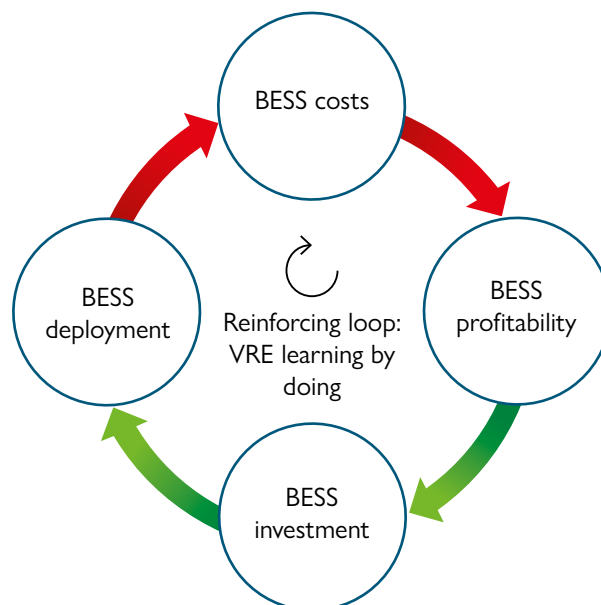 BESS costs
BESS
profitability
BESS
investment
BESS
deployment
Reinforcing loop:
VRE learning by
doing